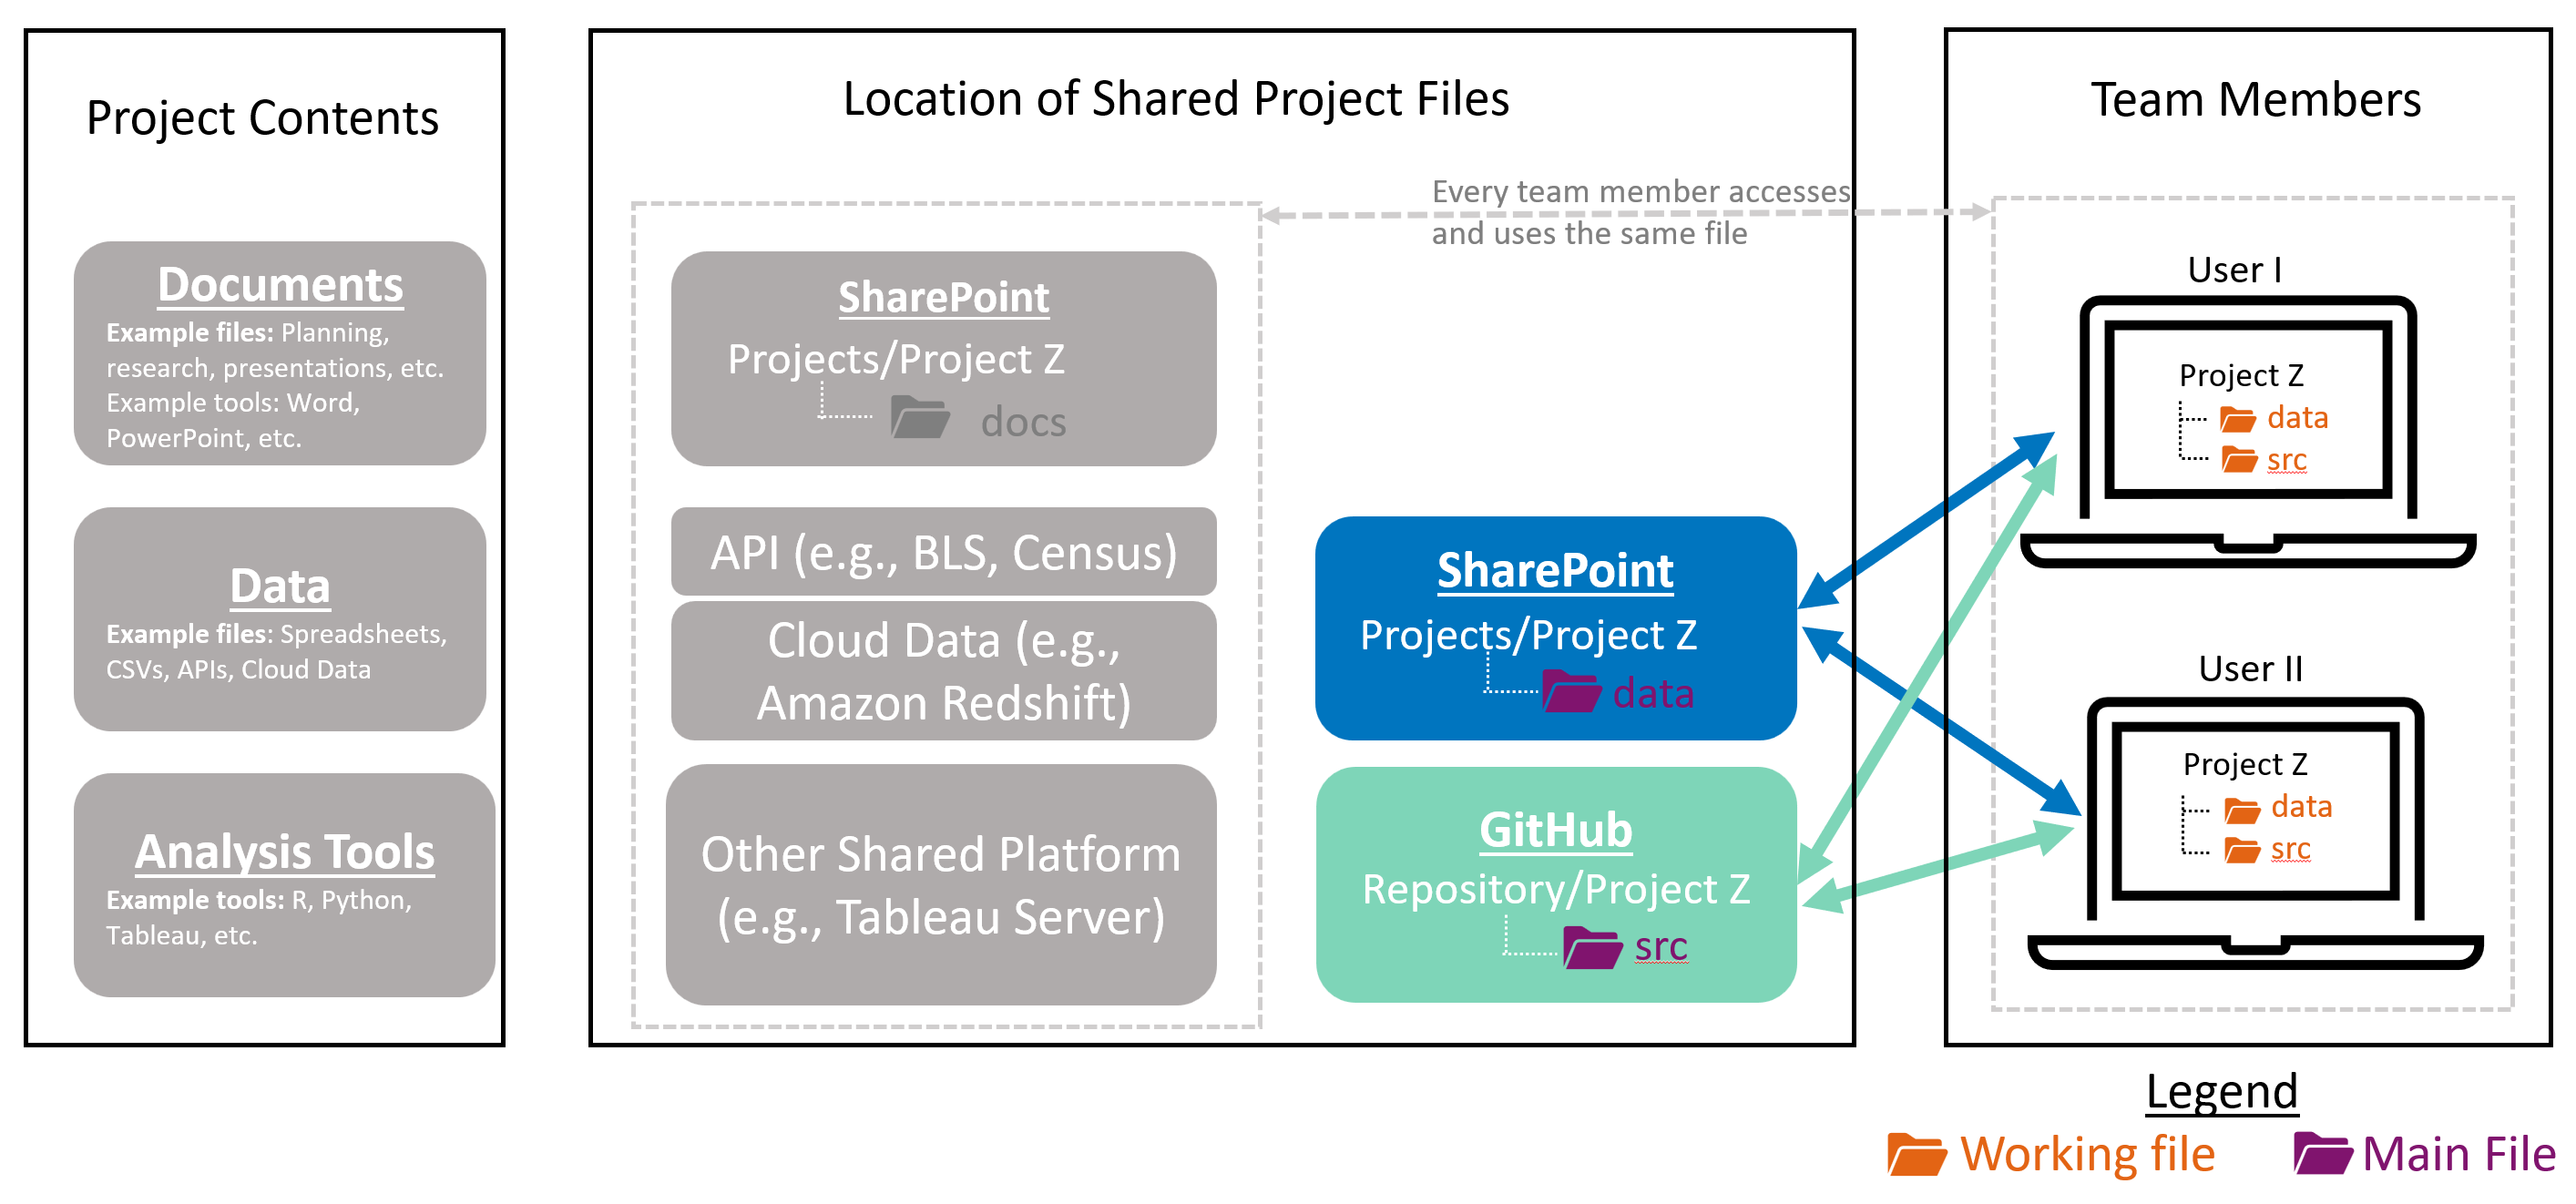 Project Contents
Documents
Example files: Planning,
research, presentations, etc.
Example tools: Word,
PowerPoint, etc.
Data
Example files: Spreadsheets,
CSVs, APIs, Cloud Data
Analysis Tools
Example tools: R, Python,
Tableau, etc.
Location of Shared Project Files
Every team member accesses
and uses the same file
SharePoint
Projects/Project Z
docs
API (e.g., BLS, Census)
Cloud Data (e.g.,
Amazon Redshift)
Other Shared Platform
(e.g., Tableau Server)
SharePoint
Projects/Project Z
data
GitHub
Repository/Project Z
src
Team Members
User I
Project Z
data
src
User II
Project Z
data
src
Legend
Working file
Main File